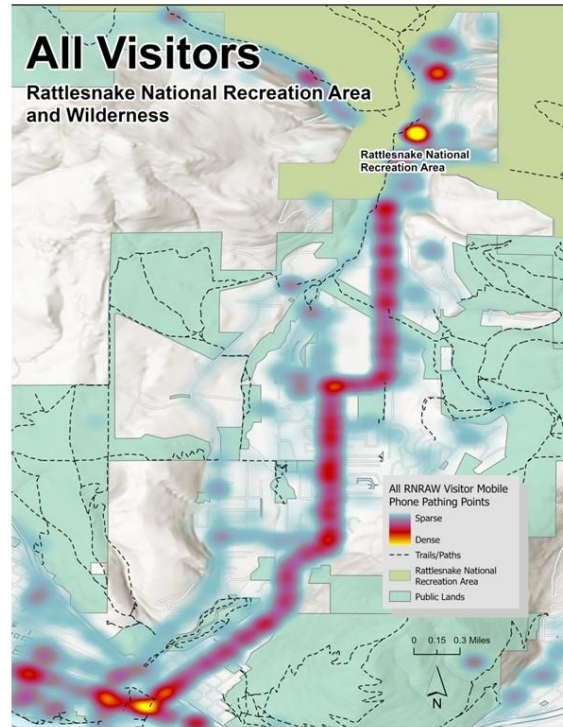 All Visitors
Rattlesnake National Recreation Area
and Wilderness
Rattlesnake National
Recreation Area
All RNRAW Visitor Mobile
Phone Pathing Points
Sparse
Dense
Trails/Paths
Rattlesnake National
Recreation Area
Public Lands
0 0.15 0.3 Miles
N